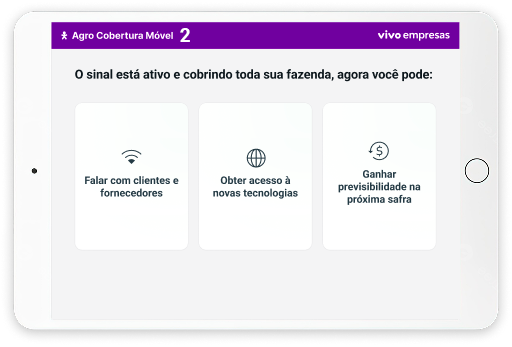 Agro Cobertura Móvel 2
vivo empresas
O sinal está ativo e cobrindo toda sua fazenda, agora você pode:
Falar com clientes e
fornecedores
Obter acesso à
novas tecnologias
Ganhar
previsibilidade na
próxima safra